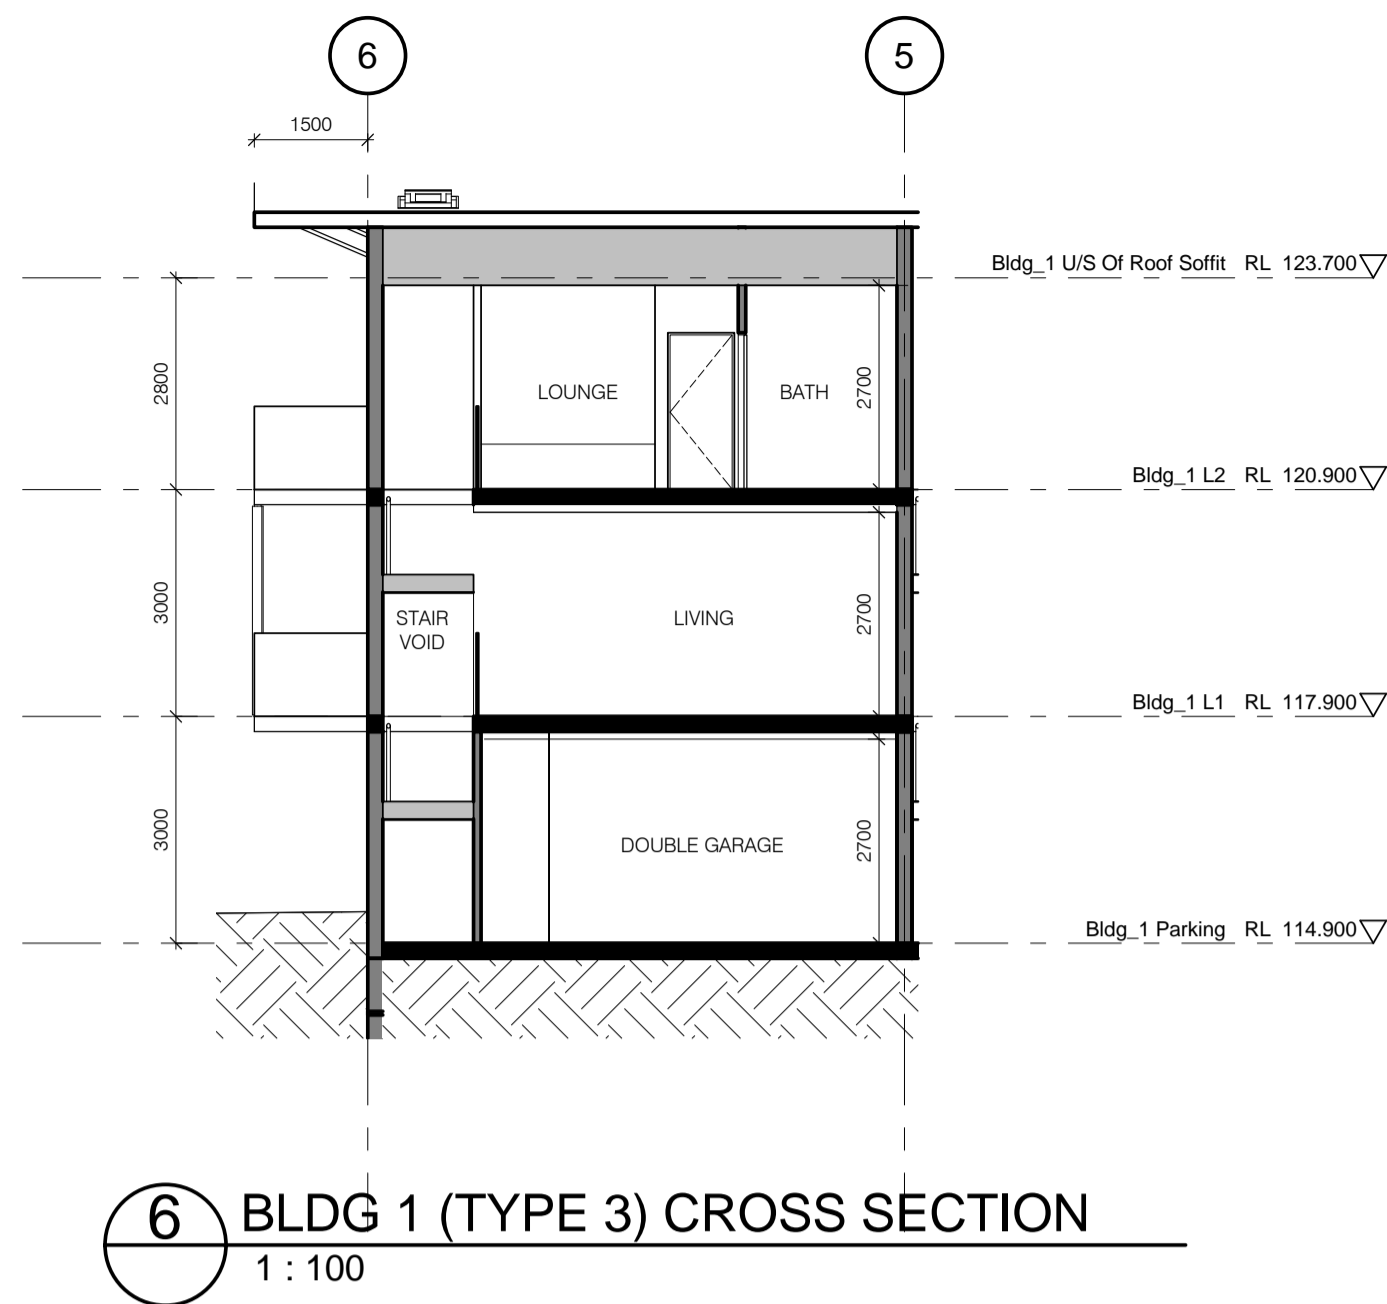 6
5
1500
Bldg_1 U/S Of Roof Soffit RL 123.700
2800
LOUNGE
BATH
2700
Bldg_1 L2 RL 120.900
3000
STAIR
VOID
LIVING
2700
Bldg_1 L1 RL 117.900
3000
DOUBLE GARAGE
2700
Bldg_1 Parking RL 114.900
6
BLDG 1 (TYPE 3) CROSS SECTION
1 : 100